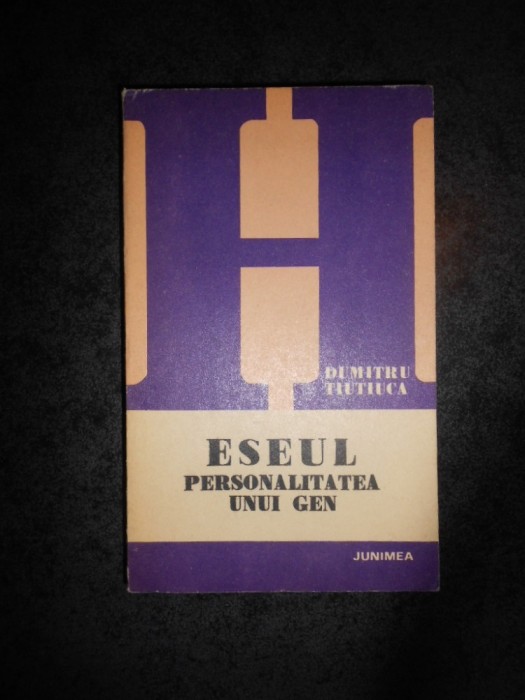 H
DUMITRU
TIUTIUCA
ESEUL
PERSONALITATEA
UNUI GEN
JUNIMEA